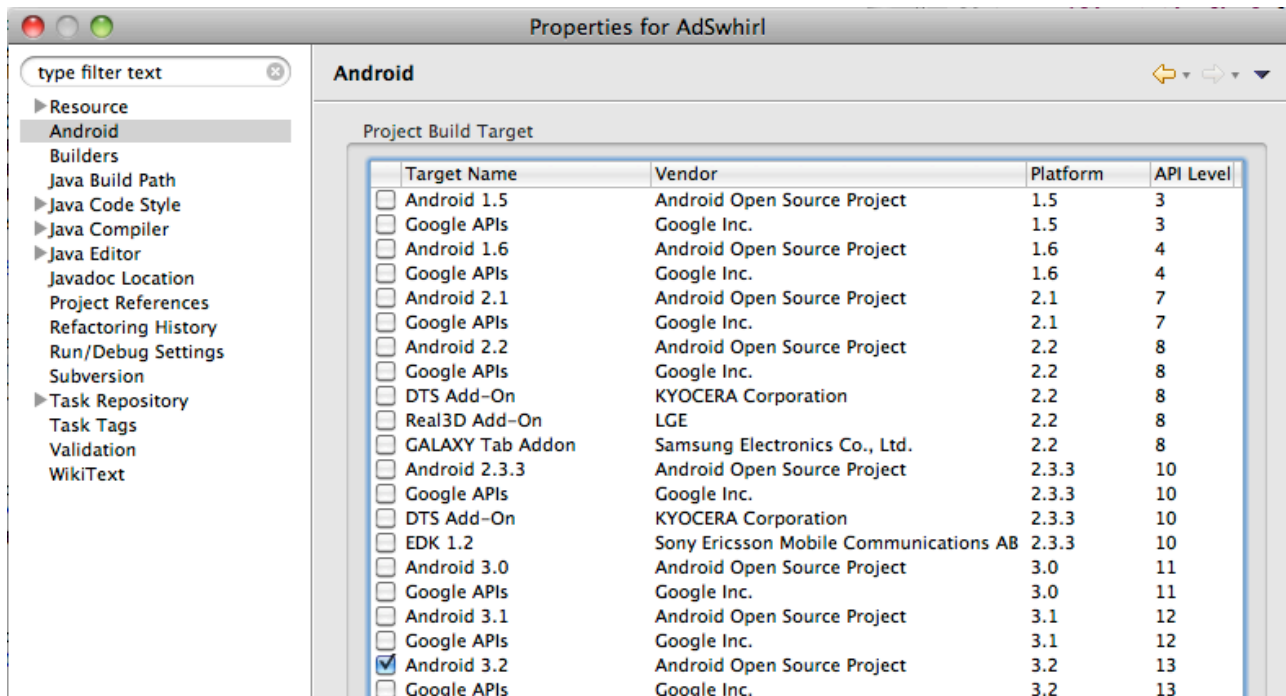 Properties for AdSwhirl
type filter text
Resource
Android
Builders
Java Build Path
Java Code Style
Java Compiler
Java Editor
Javadoc Location
Project References
Refactoring History
Run/Debug Settings
Subversion
Task Repository
Task Tags
Validation
WikiText
Android
Project Build Target
Target Name Vendor Platform API Level
Android 1.5 Android Open Source Project 1.5 3
Google APIs Google Inc. 1.5 3
Android 1.6 Android Open Source Project 1.6 4
Google APIs Google Inc. 1.6 4
Android 2.1 Android Open Source Project 2.1 7
Google APIs Google Inc. 2.1 7
Android 2.2 Android Open Source Project 2.2 8
Google APIs Google Inc. 2.2 8
DTS Add-On KYOCERA Corporation 2.2 8
Real3D Add-On LGE 2.2 8
GALAXY Tab Addon Samsung Electronics Co., Ltd. 2.2 8
Android 2.3.3 Android Open Source Project 2.3.3 10
Google APIs Google Inc. 2.3.3 10
DTS Add-On KYOCERA Corporation 2.3.3 10
EDK 1.2 Sony Ericsson Mobile Communications AB 2.3.3 10
Android 3.0 Android Open Source Project 3.0 11
Google APIs Google Inc. 3.0 11
Android 3.1 Android Open Source Project 3.1 12
Google APIs Google Inc. 3.1 12
Android 3.2 Android Open Source Project 3.2 13
Google APIs Google Inc. 3.2 13